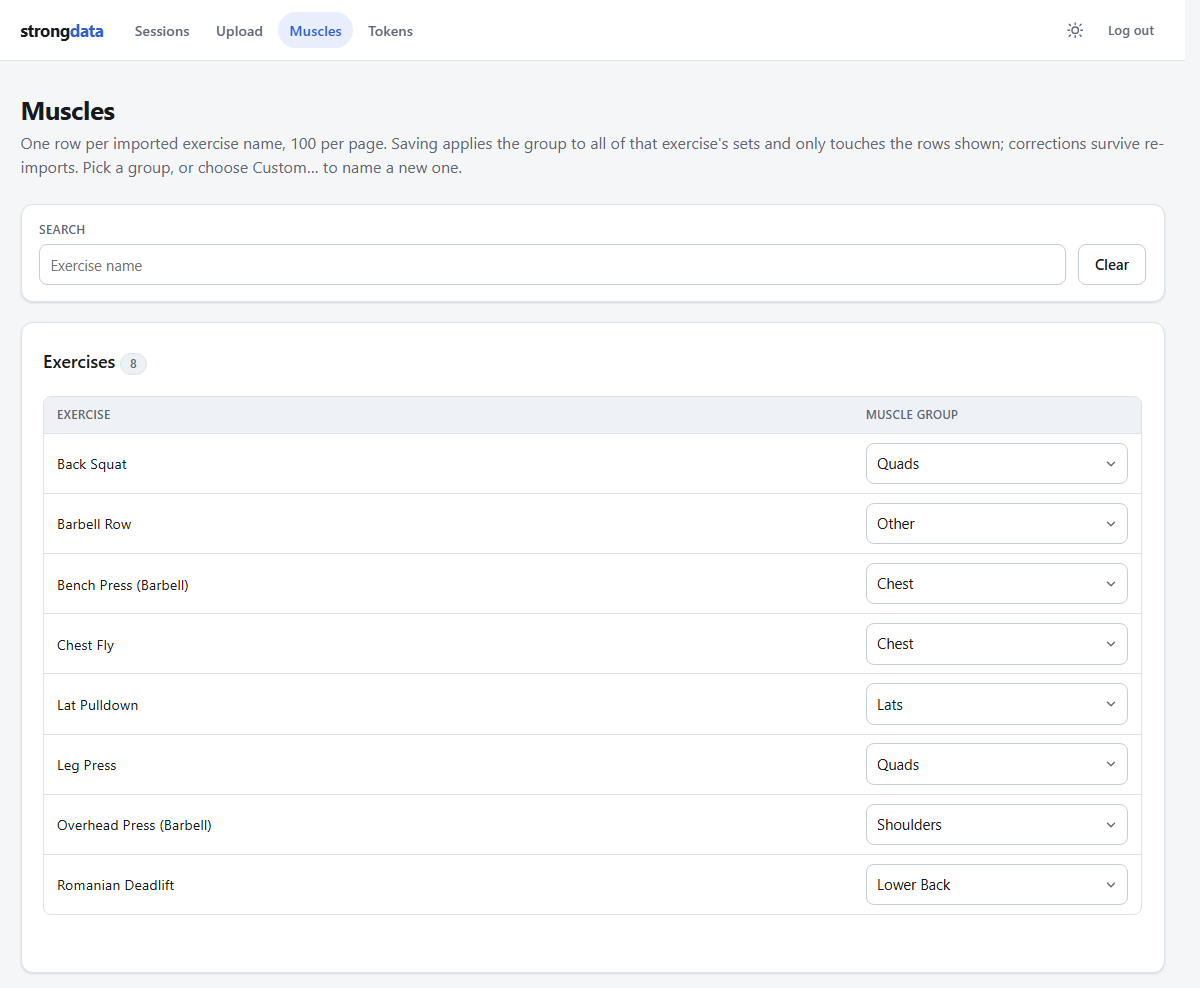 strongdata Sessions Upload Muscles Tokens Log out
Muscles
One row per imported exercise name, 100 per page. Saving applies the group to all of that exercise's sets and only touches the rows shown; corrections survive re-
imports. Pick a group, or choose Custom... to name a new one.
SEARCH
Exercise name Clear
Exercises 8
EXERCISE MUSCLE GROUP
Back Squat Quads
Barbell Row Other
Bench Press (Barbell) Chest
Chest Fly Chest
Lat Pulldown Lats
Leg Press Quads
Overhead Press (Barbell) Shoulders
Romanian Deadlift Lower Back